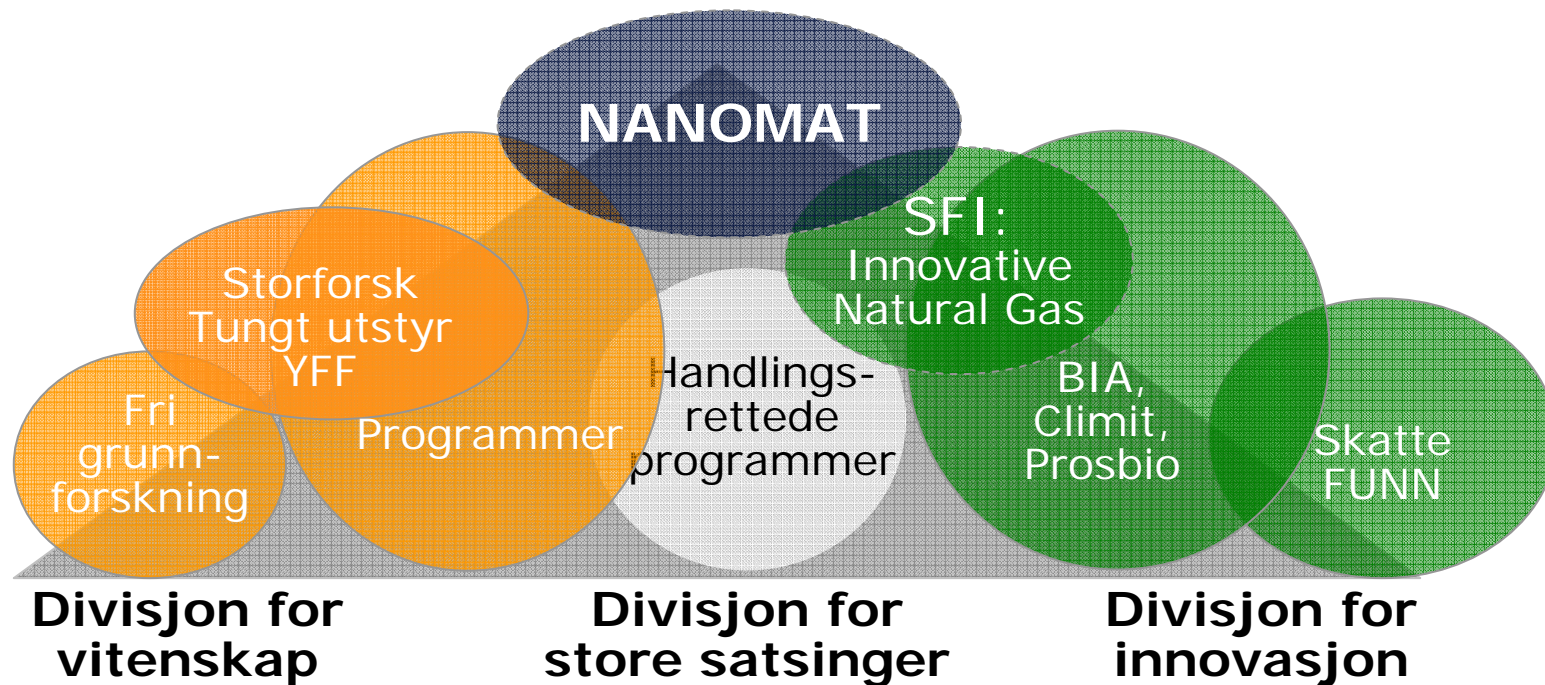 NANOMAT
SFI:
Innovative
Natural Gas
Storforsk
Tungt utstyr
YFF
Fri
grunn-
forskning
Programmer
Handlings-
rettede
programmer
BIA,
Climit,
Prosbio
Skatte
FUNN
Divisjon for
vitenskap
Divisjon for
store satsinger
Divisjon for
innovasjon